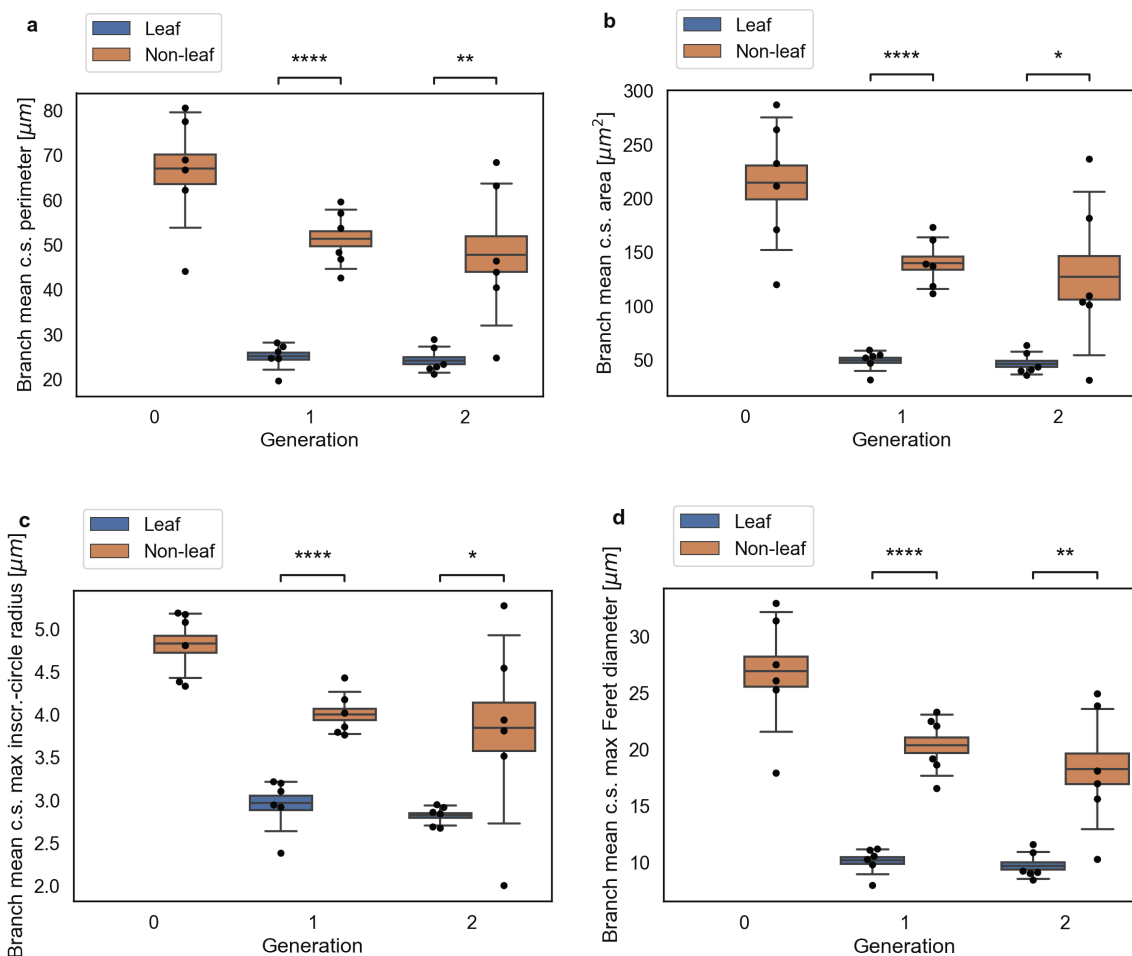 a
Leaf
Non-leaf
**** **
Branch mean c.s. perimeter [μm]
80
70
60
50
40
30
20
0 1 2
Generation
b
Leaf
Non-leaf
**** *
Branch mean c.s. area [μm²]
300
250
200
150
100
50
0 1 2
Generation
c
Leaf
Non-leaf
**** *
Branch mean c.s. max inscr.-circle radius [μm]
5.0
4.5
4.0
3.5
3.0
2.5
2.0
0 1 2
Generation
d
Leaf
Non-leaf
**** **
Branch mean c.s. max Feret diameter [μm]
30
25
20
15
10
0 1 2
Generation